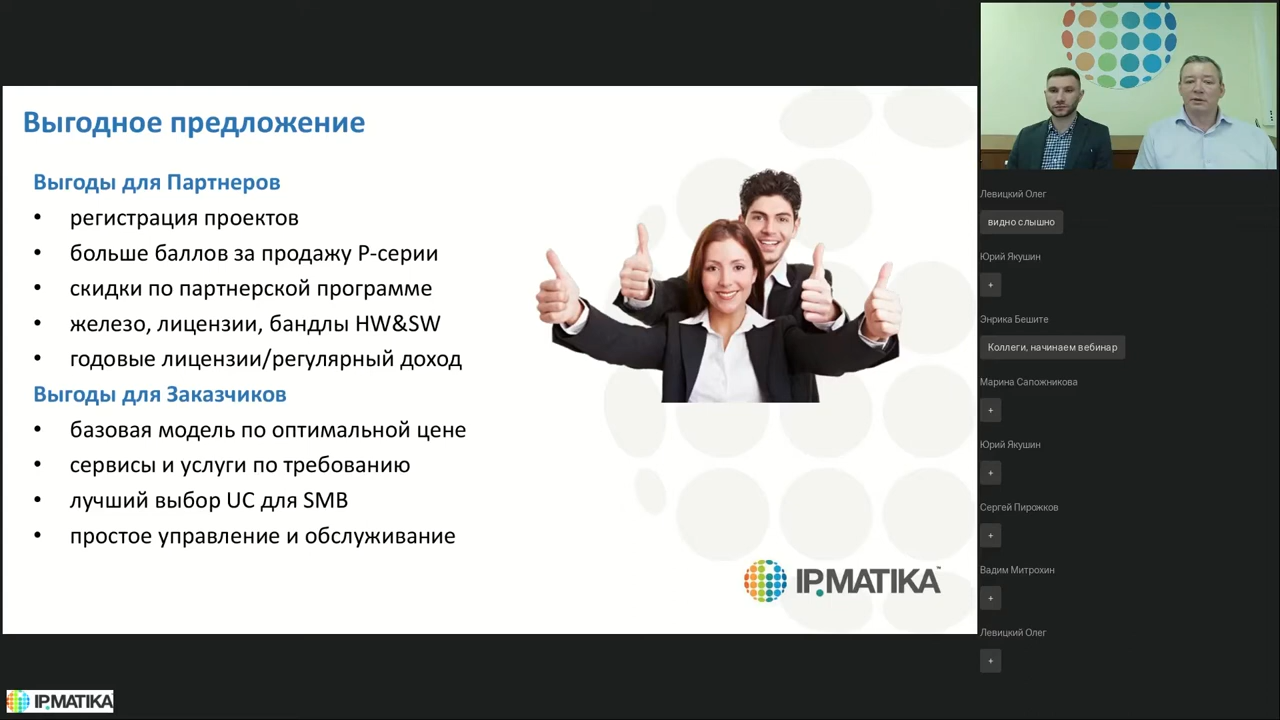 Выгодное предложение
Выгоды для Партнеров
• регистрация проектов
• больше баллов за продажу Р-серии
• скидки по партнерской программе
• железо, лицензии, бандлы HW&SW
• годовые лицензии/регулярный доход
Выгоды для Заказчиков
• базовая модель по оптимальной цене
• сервисы и услуги по требованию
• лучший выбор UC для SMB
• простое управление и обслуживание
IP.MATIKA™
IP.MATIKA
Левицкий Олег
видно слышно
Юрий Якушин
+
Энрика Бешите
Коллеги, начинаем вебинар
Марина Сапожникова
+
Юрий Якушин
+
Сергей Пирожков
+
Вадим Митрохин
+
Левицкий Олег
+